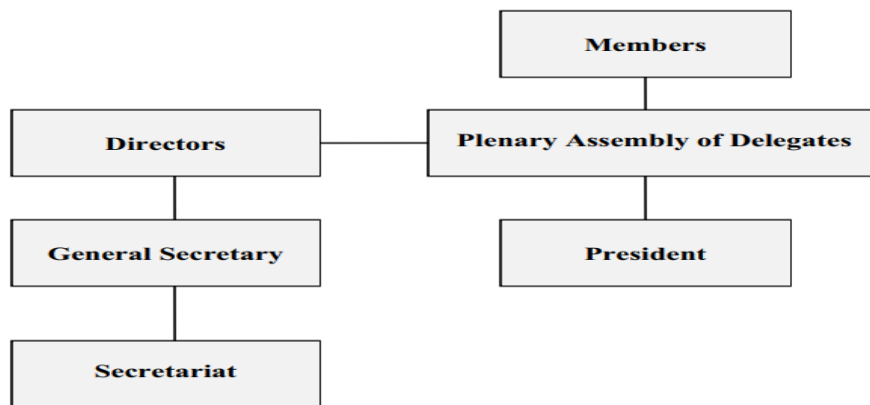 Members
Directors
Plenary Assembly of Delegates
General Secretary
President
Secretariat